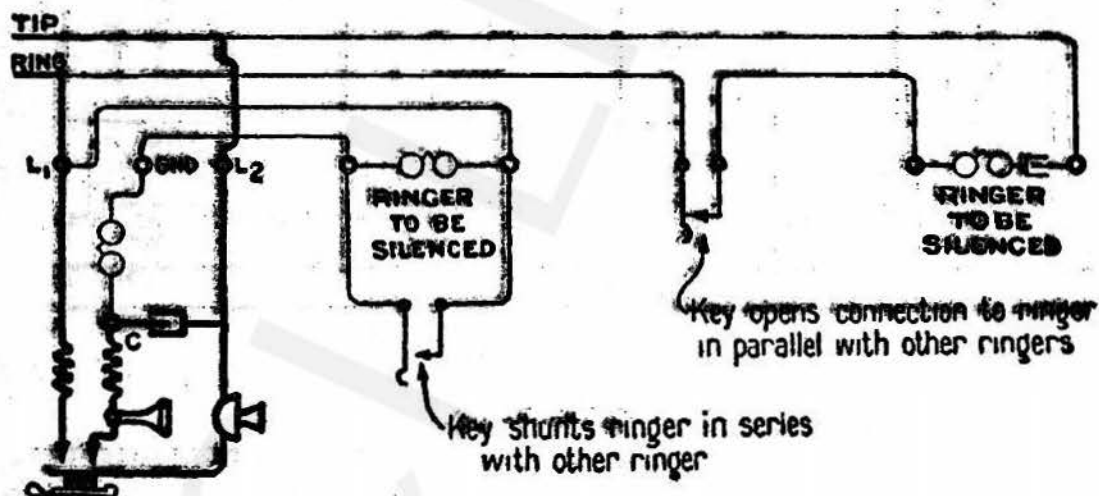 TIP
RING
L1
GND
L2
RINGER
TO BE
SILENCED
RINGER
TO BE
SILENCED
C
Key opens connection to ringer
in parallel with other ringers
Key shunts ringer in series
with other ringer